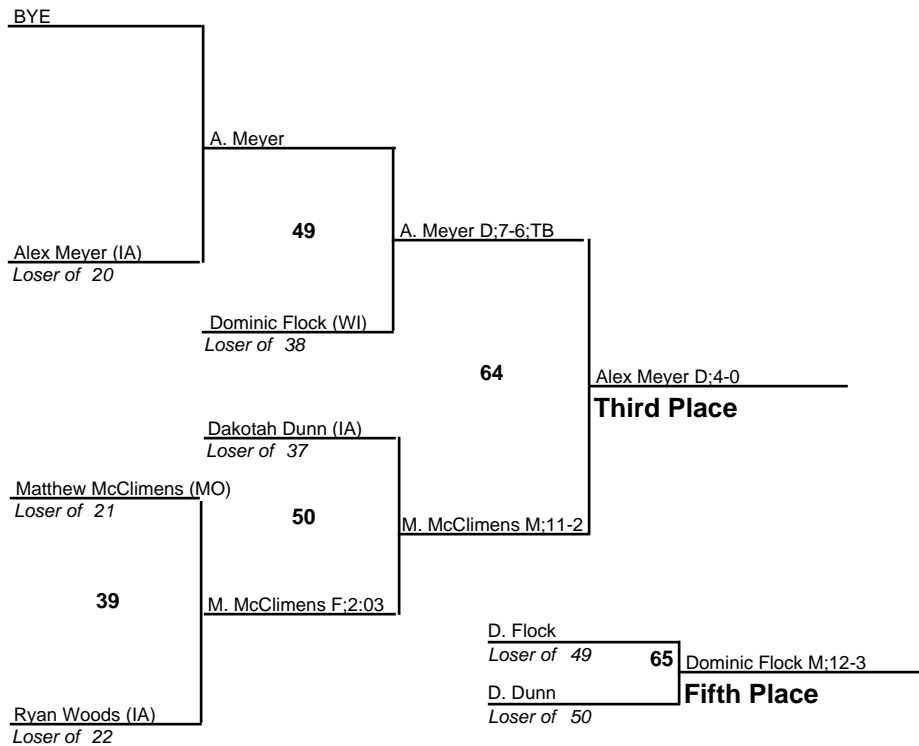 BYE
A. Meyer
49
A. Meyer D;7-6;TB
Alex Meyer (IA)
Loser of 20
Dominic Flock (WI)
Loser of 38
64
Alex Meyer D;4-0
Third Place
Dakotah Dunn (IA)
Loser of 37
Matthew McClimens (MO)
Loser of 21
50
M. McClimens M;11-2
39
M. McClimens F;2:03
D. Flock
Loser of 49
65
Dominic Flock M;12-3
Fifth Place
D. Dunn
Loser of 50
Ryan Woods (IA)
Loser of 22